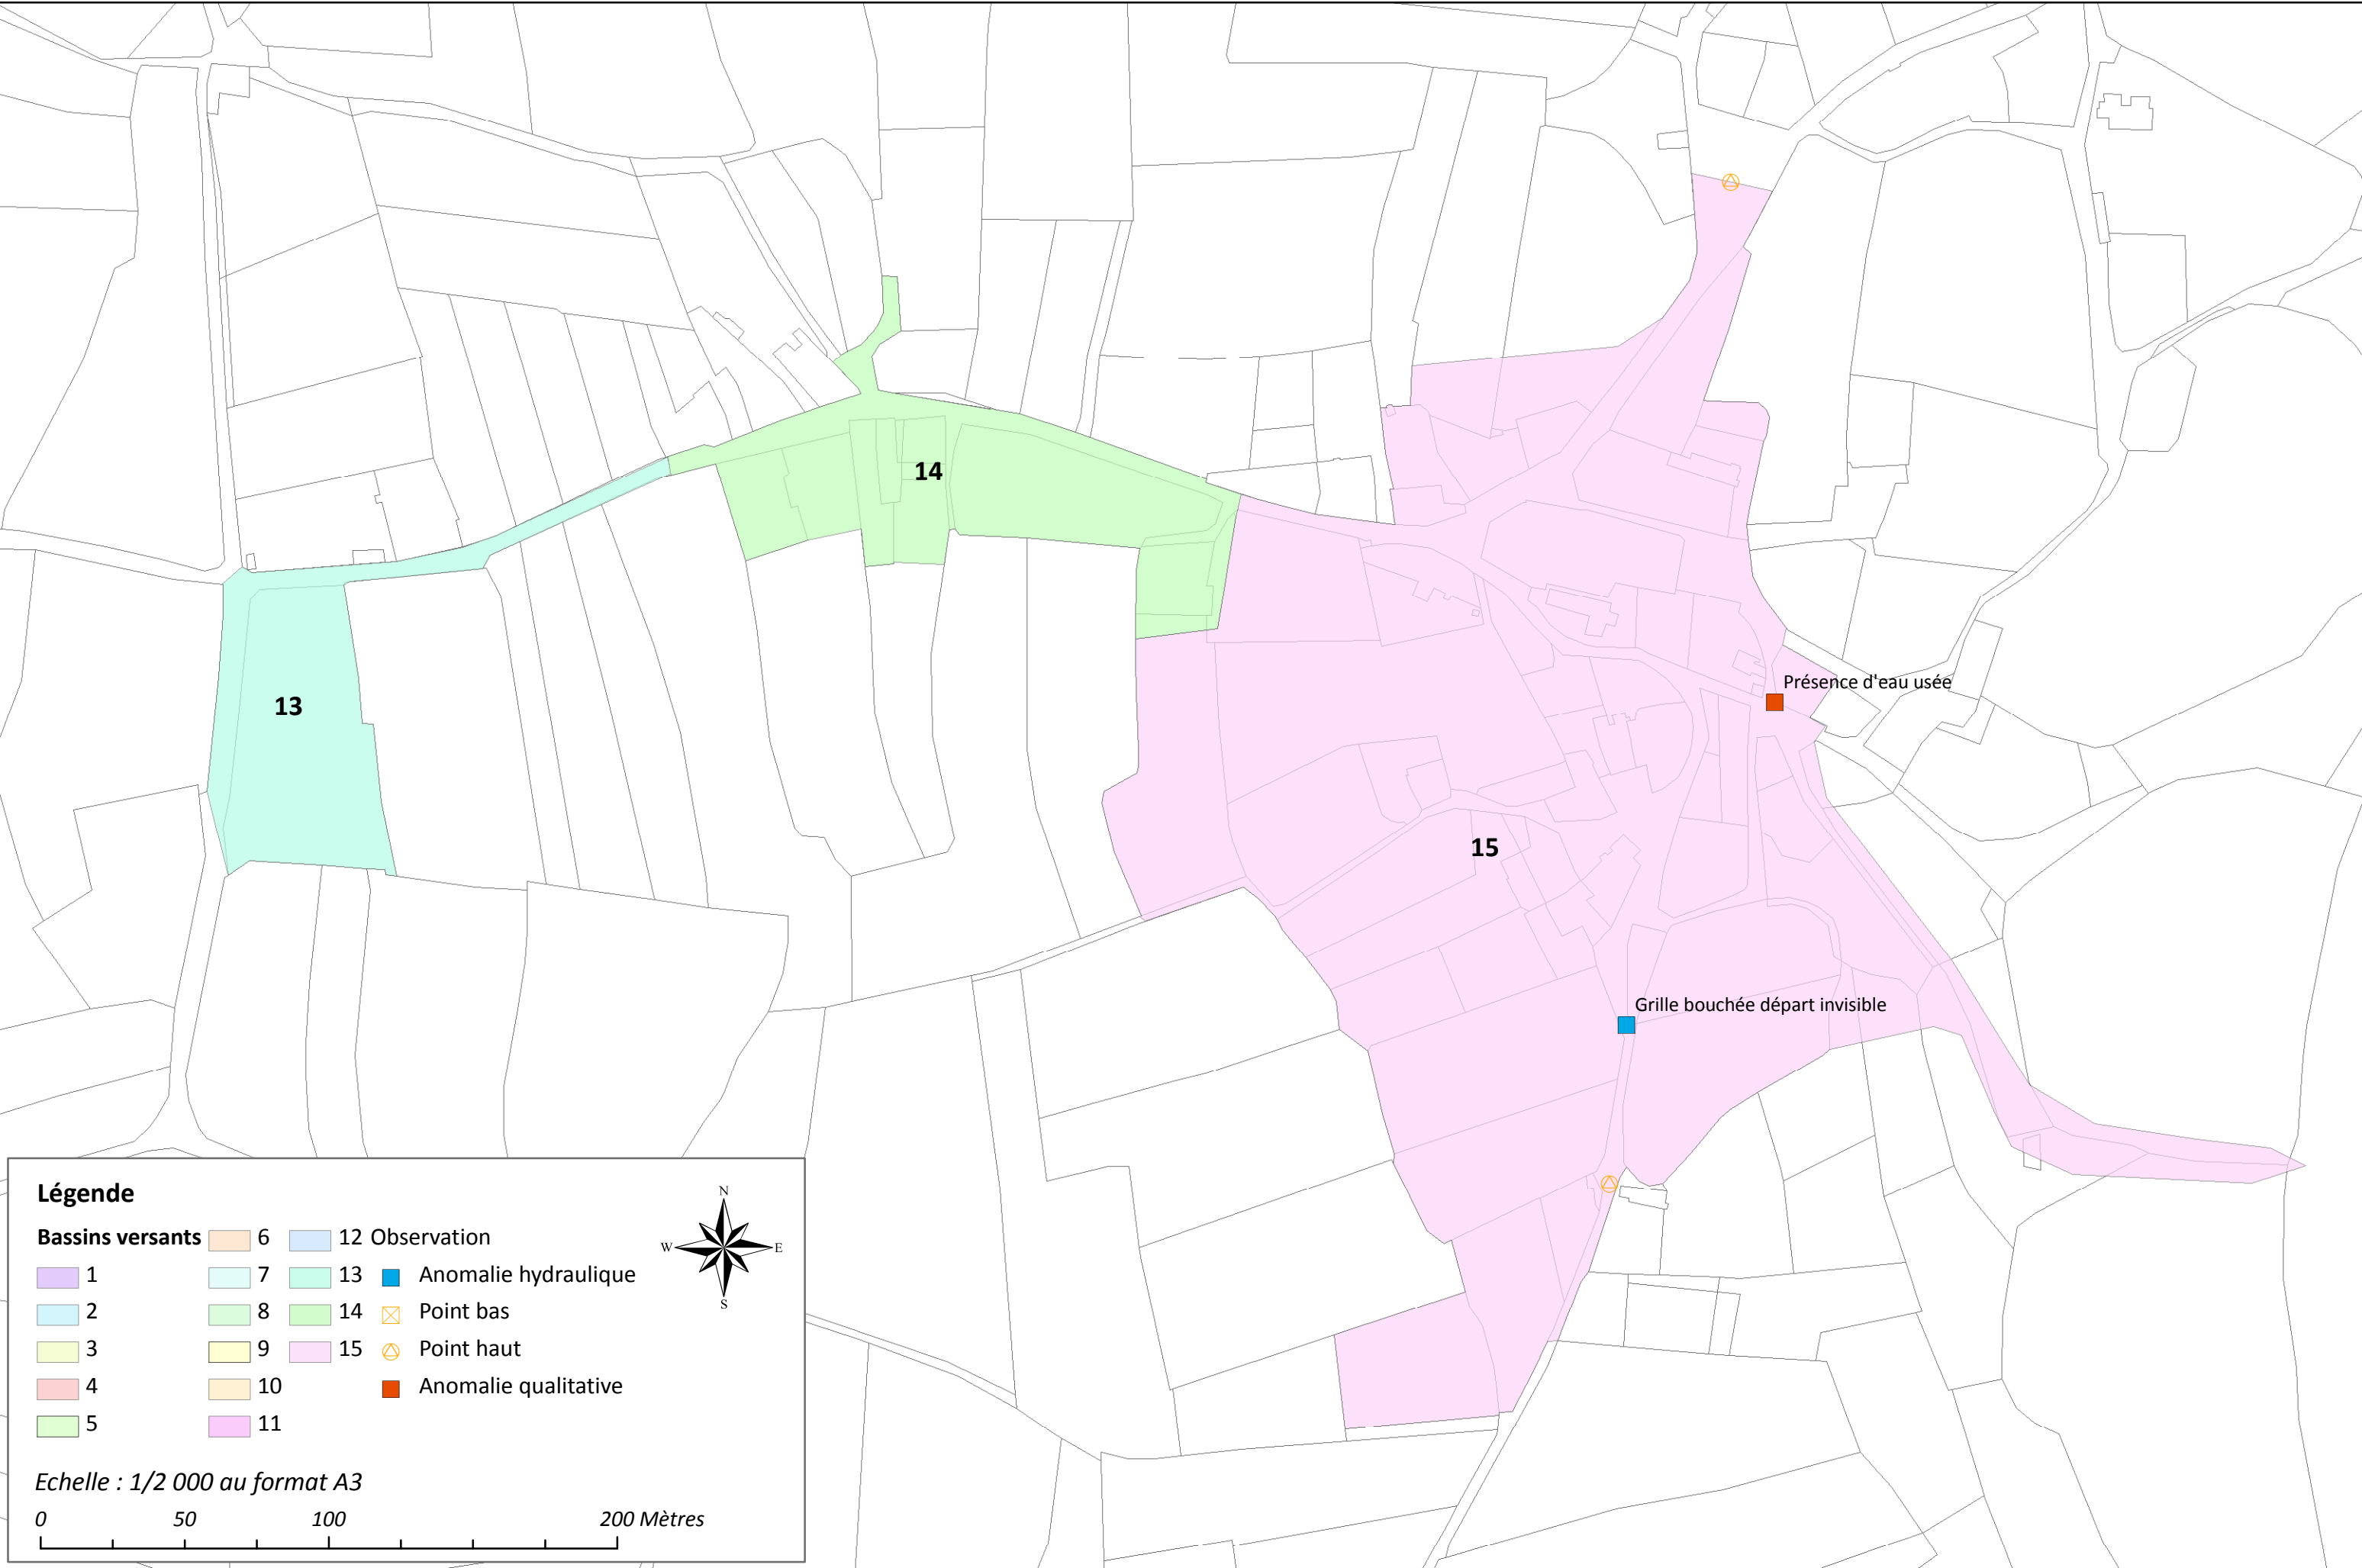 14
Présence d'eau usée
13
15
Grille bouchée départ invisible
Légende
Bassins versants
1
2
3
4
5
6
7
8
9
10
11
12
13
14
15
Observation
Anomalie hydraulique
Point bas
Point haut
Anomalie qualitative
N
W E
S
Echelle : 1/2 000 au format A3
0 50 100 200 Mètres